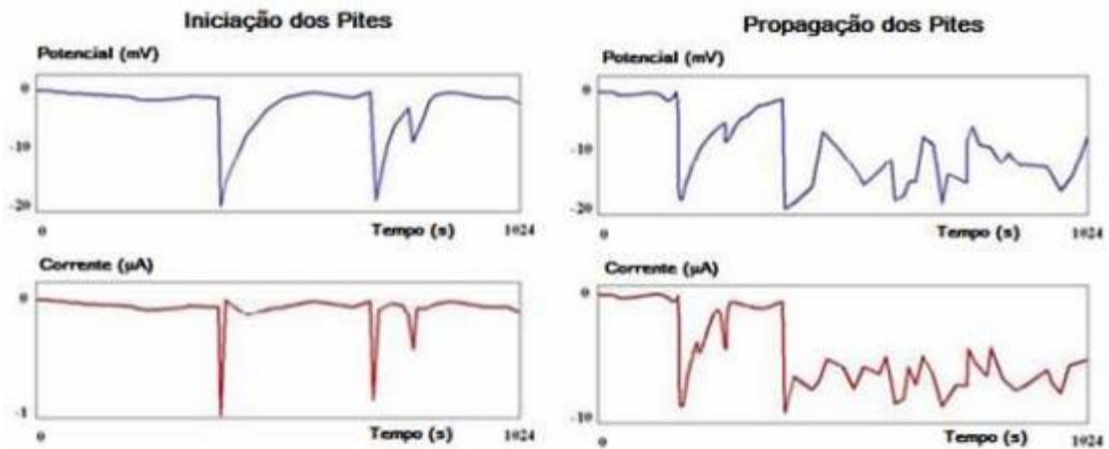 Iniciação dos Pites
Potencial (mV)
0
-10
-20
0
Tempo (s)
1024
Corrente (µA)
0
-1
0
Tempo (s)
1024
Propagação dos Pites
Potencial (mV)
0
-10
-20
0
Tempo (s)
1024
Corrente (µA)
0
-10
0
Tempo (s)
1024